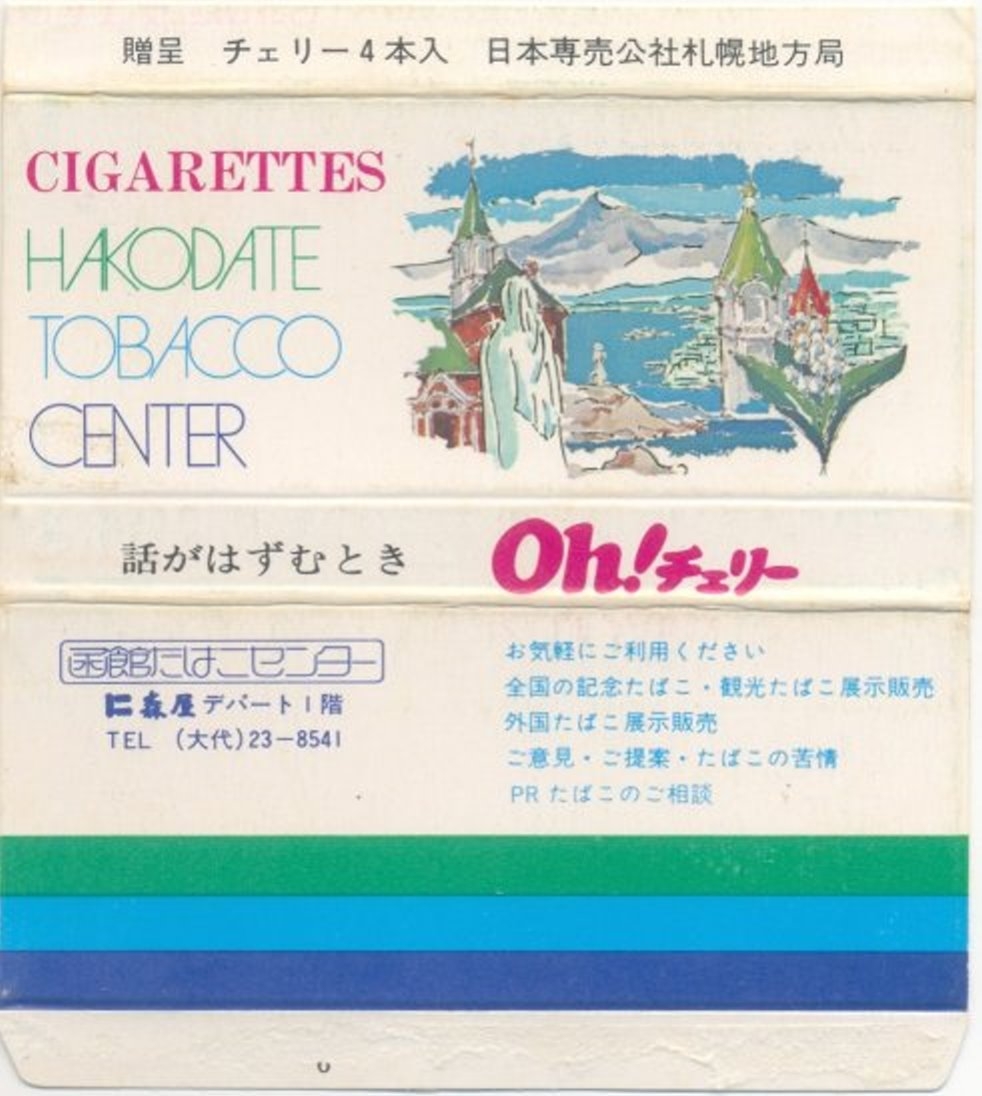 贈呈　チェリー4本入　日本専売公社札幌地方局
CIGARETTES
HAKODATE
TOBACCO
CENTER
話がはずむとき Oh!チェリー
函館たばこセンター
仁森屋デパート1階
TEL (大代)23-8541
お気軽にご利用ください
全国の記念たばこ・観光たばこ展示販売
外国たばこ展示販売
ご意見・ご提案・たばこの苦情
PR たばこのご相談